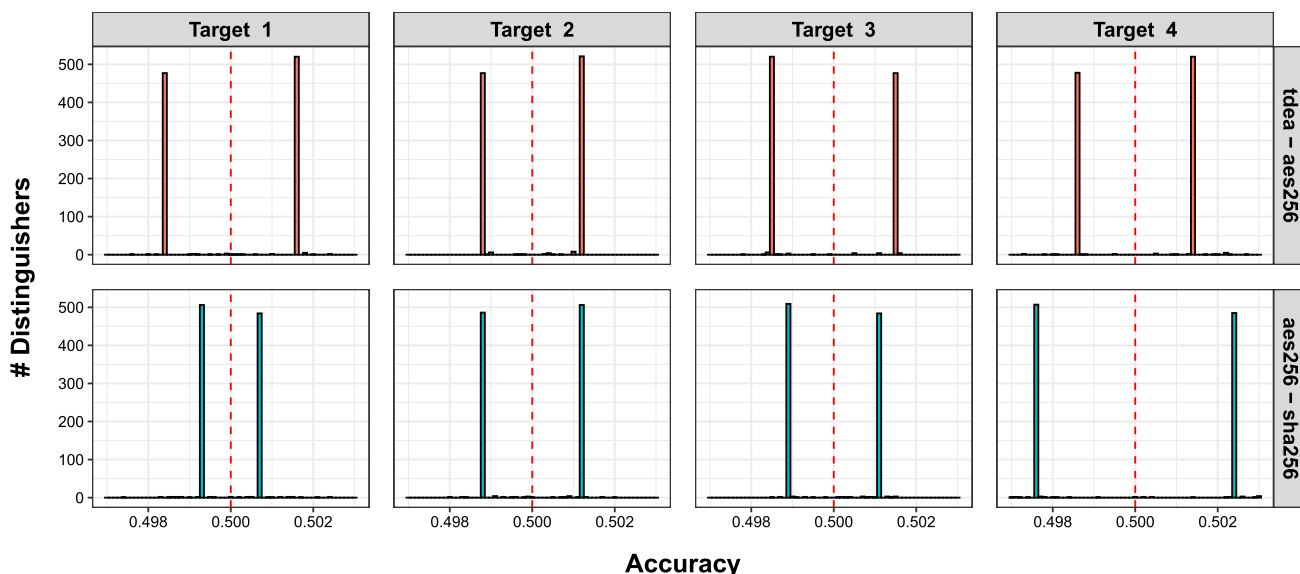 Target 1
Target 2
Target 3
Target 4
500
400
300
200
100
0
tdea – aes256
500
400
300
200
100
0
aes256 – sha256
0.498 0.500 0.502
0.498 0.500 0.502
0.498 0.500 0.502
0.498 0.500 0.502
# Distinguishers
Accuracy